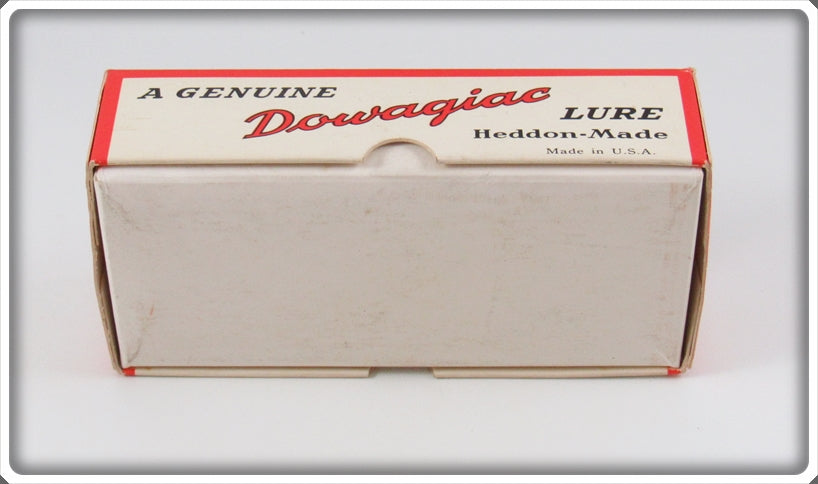 A GENUINE
Dowagiac
LURE
Heddon-Made
Made in U.S.A.